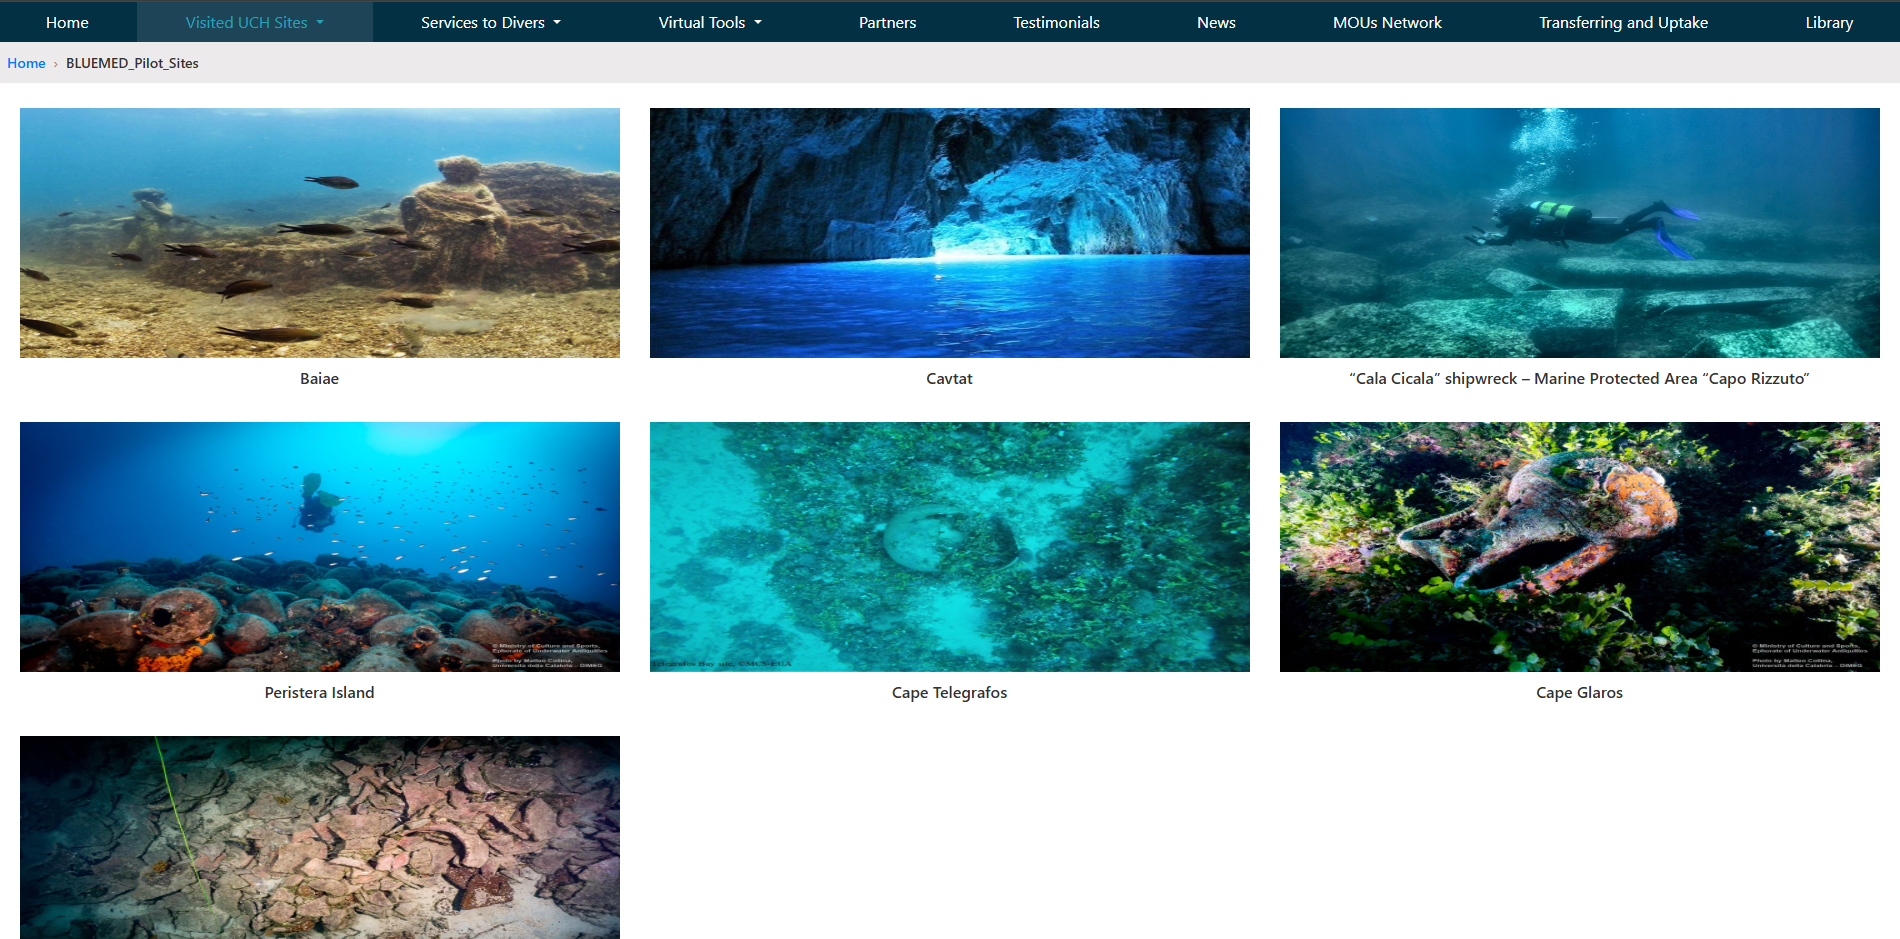 Home
Visited UCH Sites
Services to Divers
Virtual Tools
Partners
Testimonials
News
MOUs Network
Transferring and Uptake
Library
Home › BLUEMED_Pilot_Sites
Baiae
Cavtat
“Cala Cicala” shipwreck – Marine Protected Area “Capo Rizzuto”
© Ministry of Culture and Sports,
Ephorate of Underwater Antiquities
Photo by Matteo Collina,
Università della Calabria - DIMEG
Telegrafos Bay site, ©MCS-EUA
© Ministry of Culture and Sports,
Ephorate of Underwater Antiquities
Photo by Matteo Collina,
Università della Calabria - DIMEG
Peristera Island
Cape Telegrafos
Cape Glaros